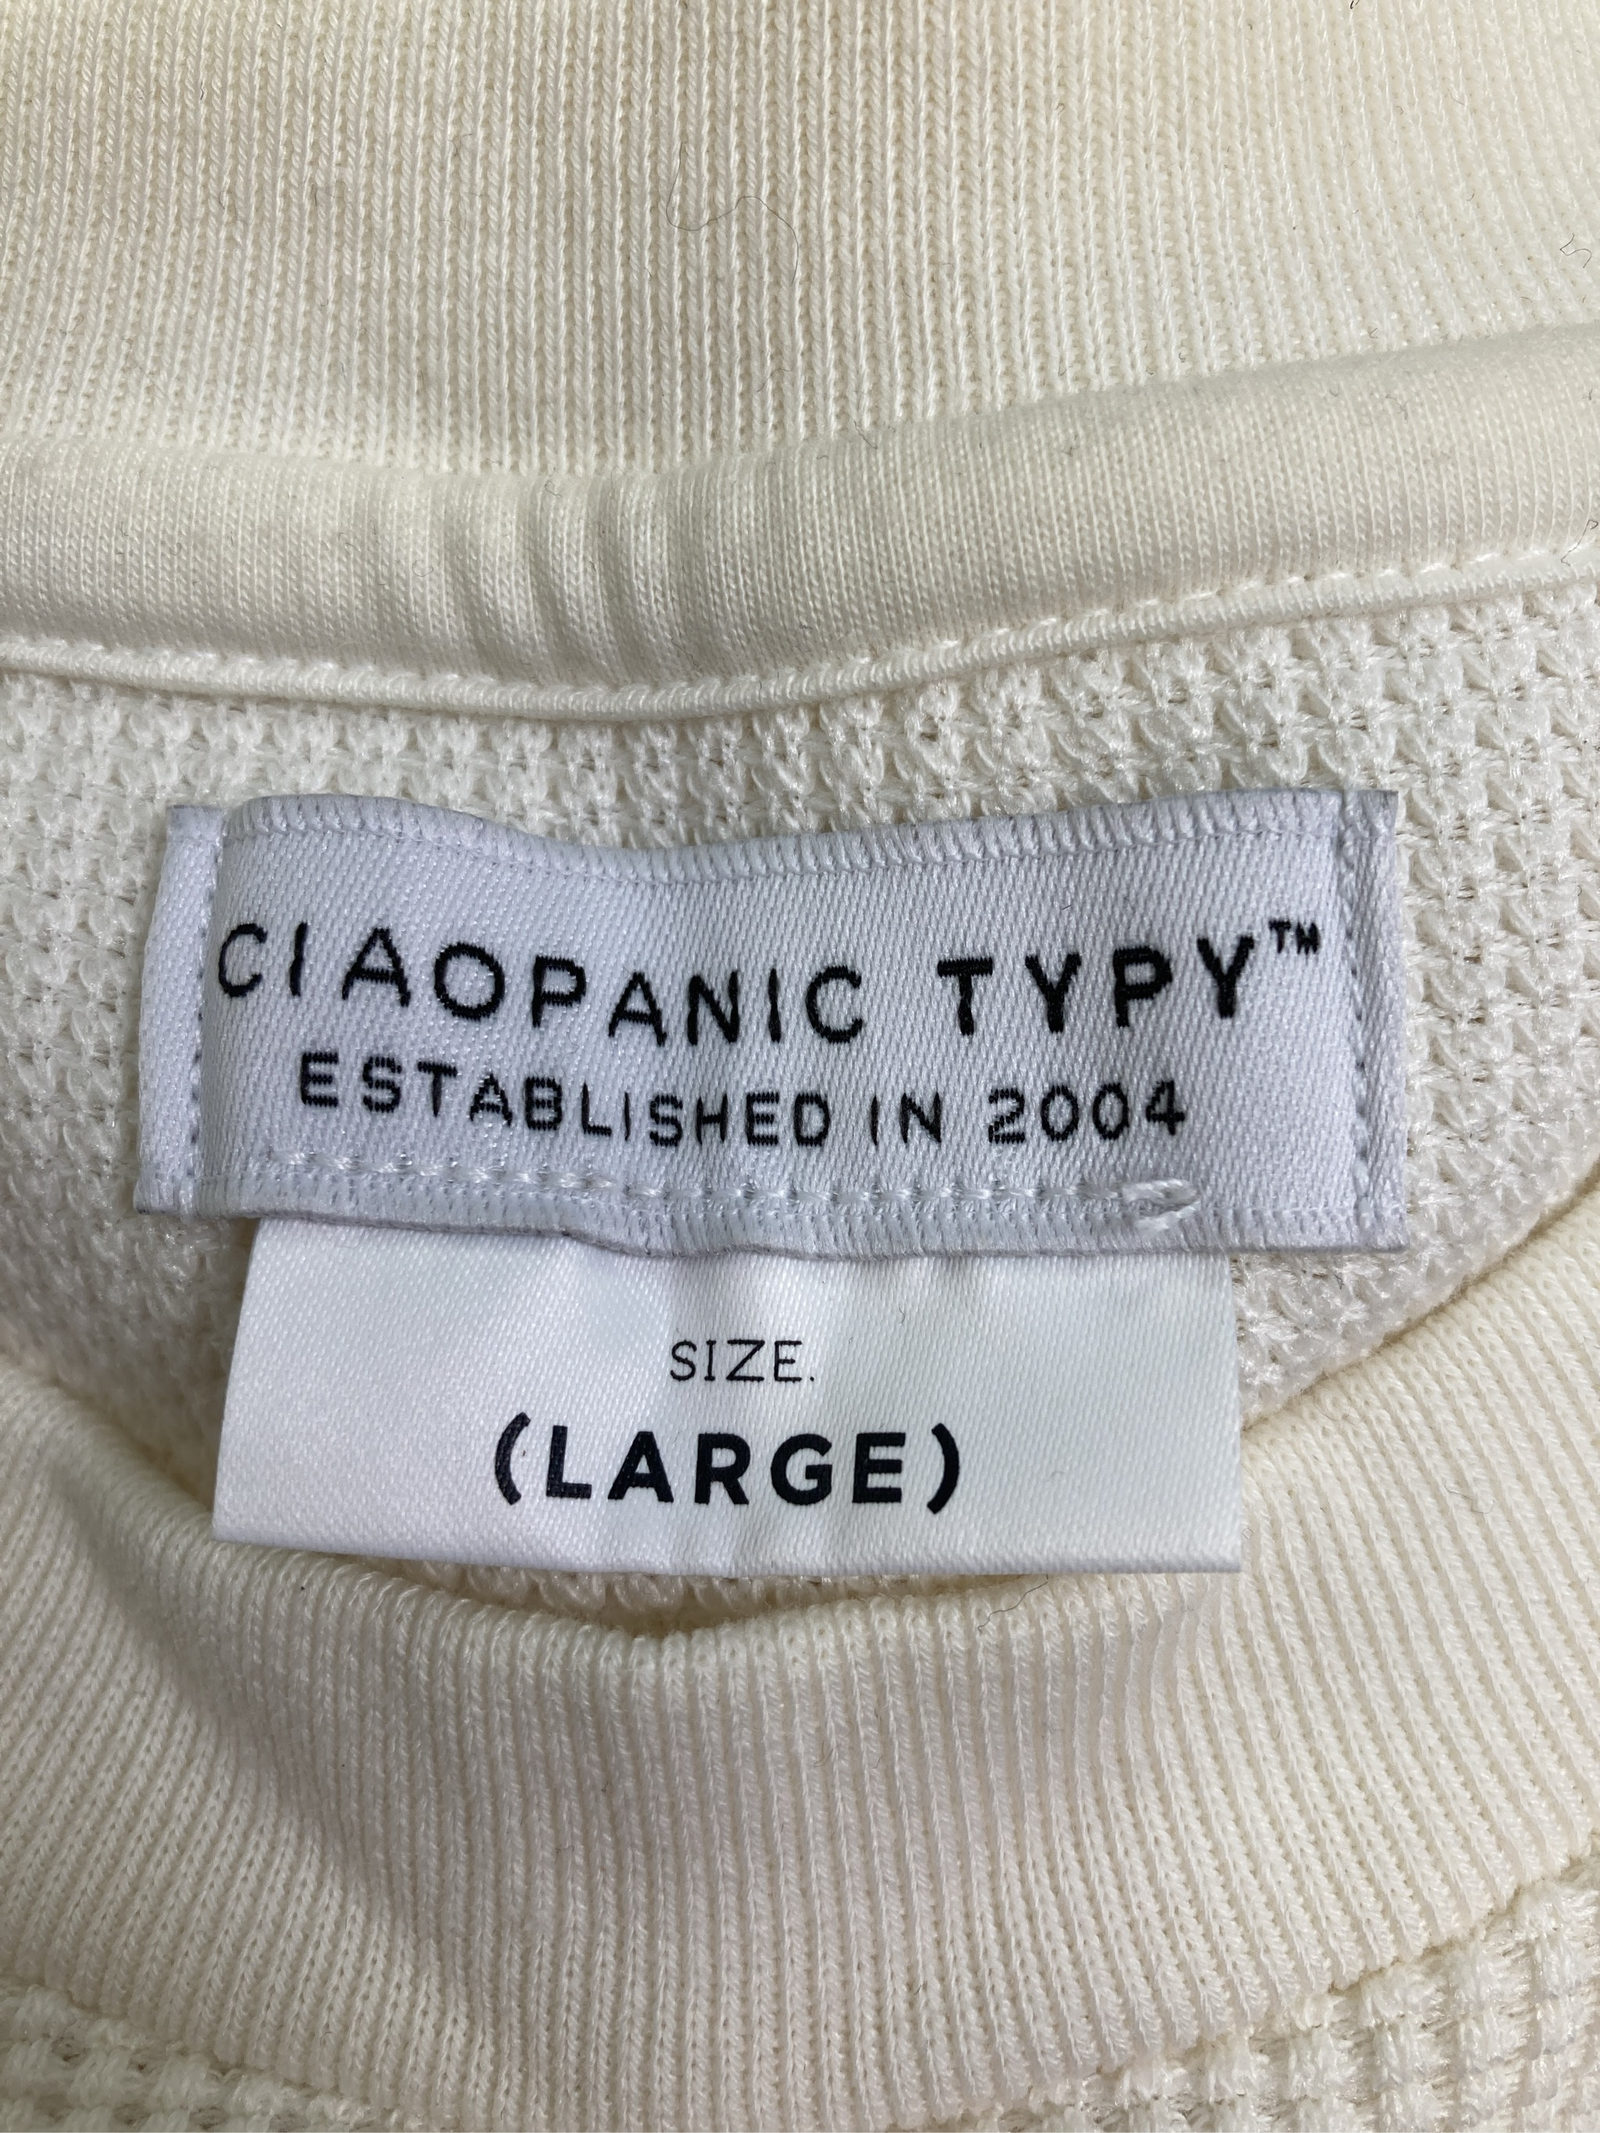 CIAOPANIC TYPY™
ESTABLISHED IN 2004
SIZE.
(LARGE)